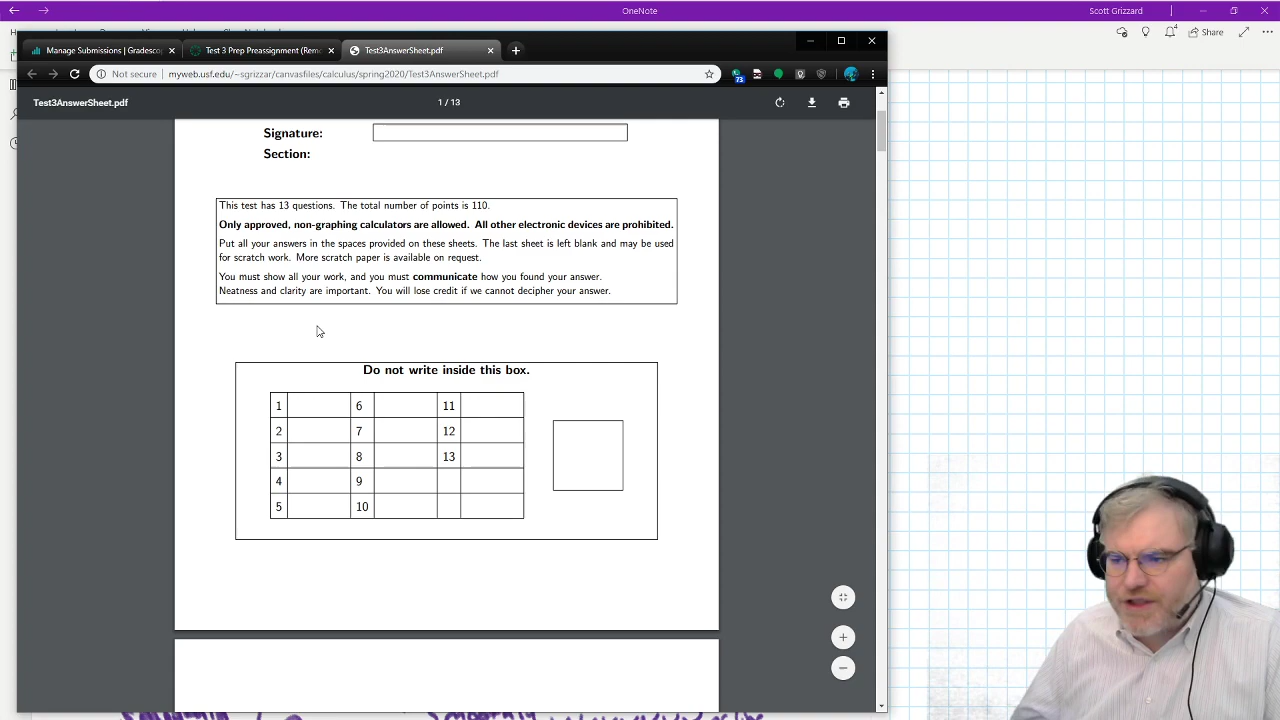 OneNote
Scott Grizzard
Share
Manage Submissions | Gradesco
Test 3 Prep Preassignment (Rem
Test3AnswerSheet.pdf
Not secure | myweb.usf.edu/~sgrizzar/canvasfiles/calculus/spring2020/Test3AnswerSheet.pdf
73
Test3AnswerSheet.pdf
1 / 13
Signature:
Section:
This test has 13 questions. The total number of points is 110.
Only approved, non-graphing calculators are allowed. All other electronic devices are prohibited.
Put all your answers in the spaces provided on these sheets. The last sheet is left blank and may be used
for scratch work. More scratch paper is available on request.
You must show all your work, and you must communicate how you found your answer.
Neatness and clarity are important. You will lose credit if we cannot decipher your answer.
Do not write inside this box.
1 6 11
2 7 12
3 8 13
4 9
5 10